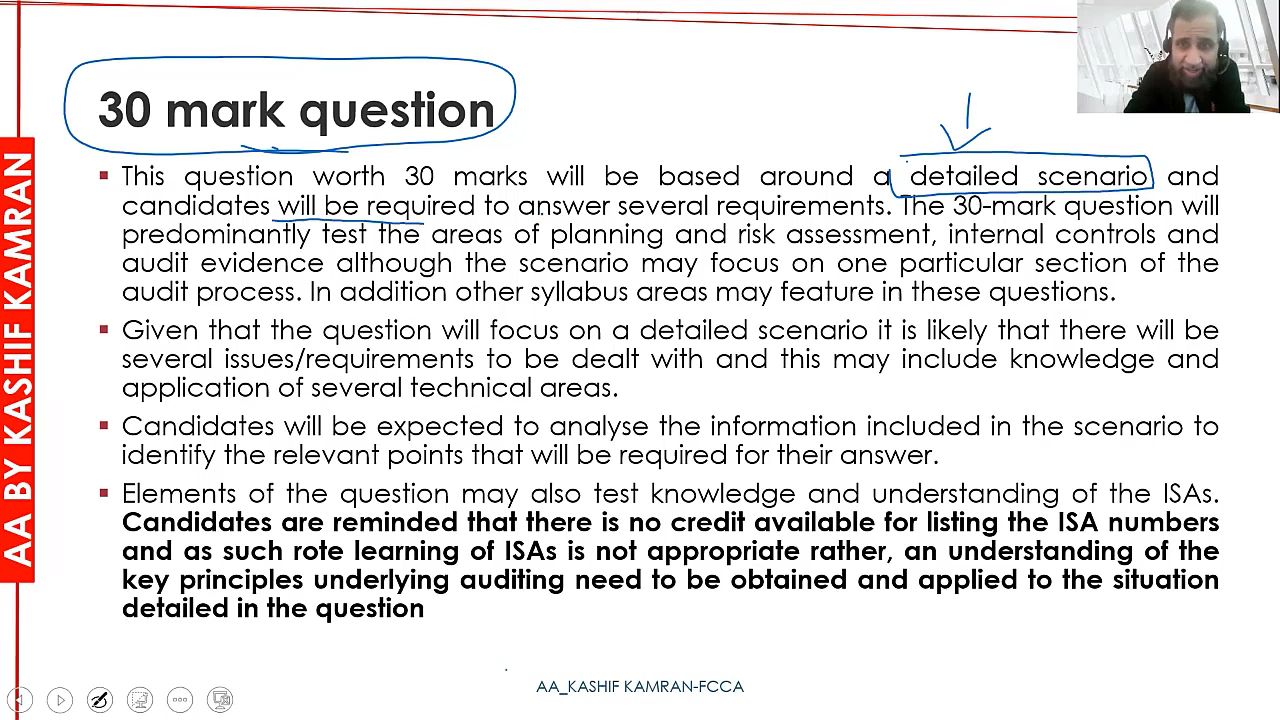 30 mark question
This question worth 30 marks will be based around a detailed scenario and
candidates will be required to answer several requirements. The 30-mark question will
predominantly test the areas of planning and risk assessment, internal controls and
audit evidence although the scenario may focus on one particular section of the
audit process. In addition other syllabus areas may feature in these questions.
Given that the question will focus on a detailed scenario it is likely that there will be
several issues/requirements to be dealt with and this may include knowledge and
application of several technical areas.
Candidates will be expected to analyse the information included in the scenario to
identify the relevant points that will be required for their answer.
Elements of the question may also test knowledge and understanding of the ISAs.
Candidates are reminded that there is no credit available for listing the ISA numbers
and as such rote learning of ISAs is not appropriate rather, an understanding of the
key principles underlying auditing need to be obtained and applied to the situation
detailed in the question
AA BY KASHIF KAMRAN
AA_KASHIF KAMRAN-FCCA